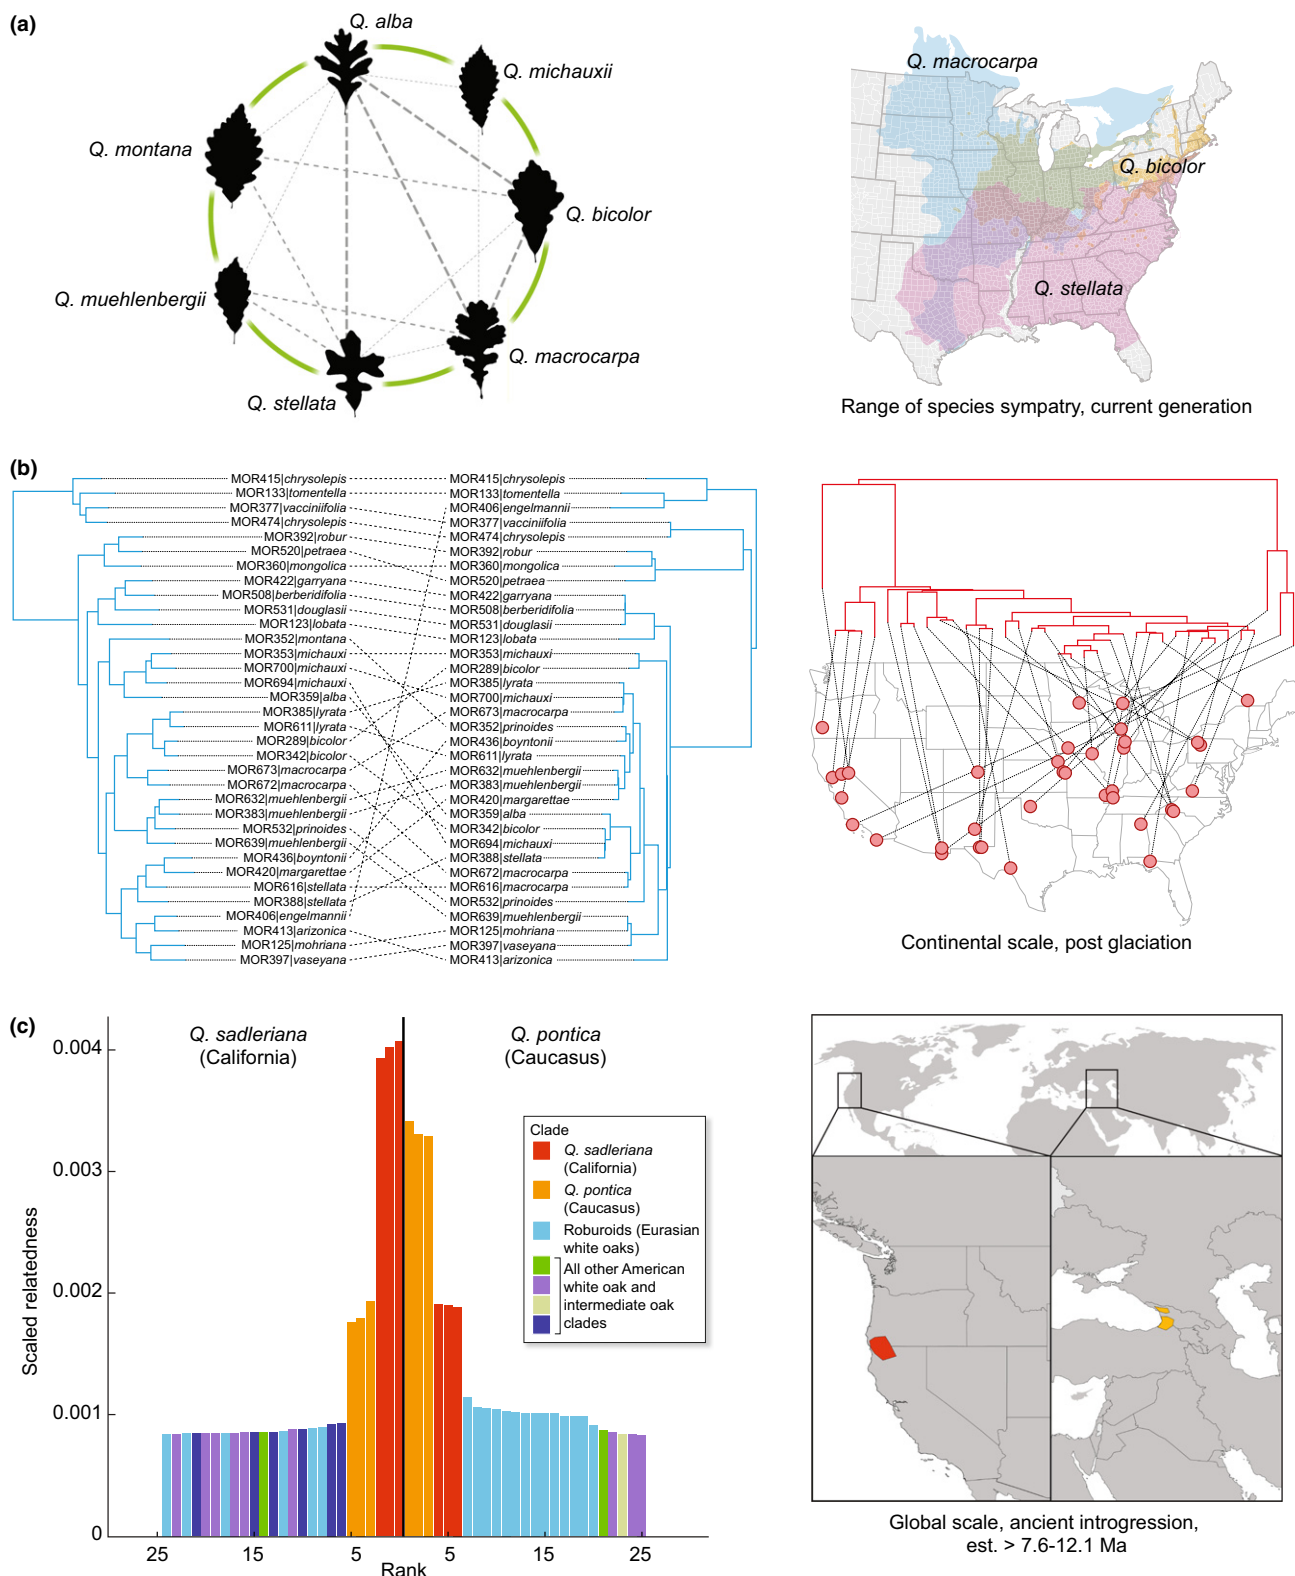 (a)
Q. alba
Q. michauxii
Q. montana
Q. bicolor
Q. muehlenbergii
Q. macrocarpa
Q. stellata
Q. macrocarpa
Q. bicolor
Q. stellata
Range of species sympatry, current generation
(b)
MOR415|chrysolepis
MOR133|tomentella
MOR377|vacciniifolia
MOR474|chrysolepis
MOR392|robur
MOR520|petraea
MOR360|mongolica
MOR422|garryana
MOR508|berberidifolia
MOR531|douglasii
MOR123|lobata
MOR352|montana
MOR353|michauxi
MOR700|michauxi
MOR694|michauxi
MOR359|alba
MOR385|lyrata
MOR611|lyrata
MOR289|bicolor
MOR342|bicolor
MOR673|macrocarpa
MOR672|macrocarpa
MOR632|muehlenbergii
MOR383|muehlenbergii
MOR532|prinoides
MOR639|muehlenbergii
MOR436|boyntonii
MOR420|margarettae
MOR616|stellata
MOR388|stellata
MOR406|engelmannii
MOR413|arizonica
MOR125|mohriana
MOR397|vaseyana
MOR415|chrysolepis
MOR133|tomentella
MOR406|engelmannii
MOR377|vacciniifolia
MOR474|chrysolepis
MOR392|robur
MOR360|mongolica
MOR520|petraea
MOR422|garryana
MOR508|berberidifolia
MOR531|douglasii
MOR123|lobata
MOR353|michauxi
MOR289|bicolor
MOR385|lyrata
MOR700|michauxi
MOR673|macrocarpa
MOR352|prinoides
MOR436|boyntonii
MOR611|lyrata
MOR632|muehlenbergii
MOR383|muehlenbergii
MOR420|margarettae
MOR359|alba
MOR342|bicolor
MOR694|michauxi
MOR388|stellata
MOR672|macrocarpa
MOR616|macrocarpa
MOR532|prinoides
MOR639|muehlenbergii
MOR125|mohriana
MOR397|vaseyana
MOR413|arizonica
Continental scale, post glaciation
(c)
Q. sadleriana
(California)
Q. pontica
(Caucasus)
0.004
0.003
0.002
0.001
0
Scaled relatedness
25
15
5
5
15
25
Rank
Clade
Q. sadleriana
(California)
Q. pontica
(Caucasus)
Roburoids (Eurasian
white oaks)
All other American
white oak and
intermediate oak
clades
Global scale, ancient introgression,
est. > 7.6-12.1 Ma